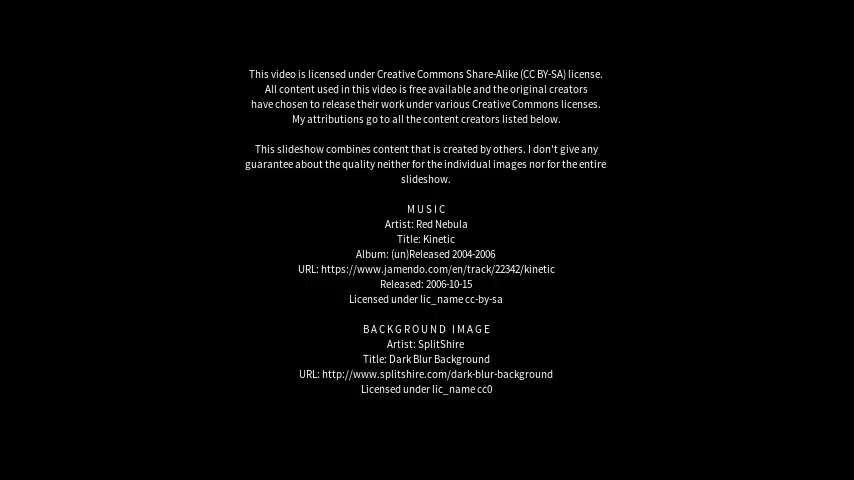 This video is licensed under Creative Commons Share-Alike (CC BY-SA) license.
All content used in this video is free available and the original creators
have chosen to release their work under various Creative Commons licenses.
My attributions go to all the content creators listed below.
This slideshow combines content that is created by others. I don't give any
guarantee about the quality neither for the individual images nor for the entire
slideshow.
MUSIC
Artist: Red Nebula
Title: Kinetic
Album: (un)Released 2004-2006
URL: https://www.jamendo.com/en/track/22342/kinetic
Released: 2006-10-15
Licensed under lic_name cc-by-sa
BACKGROUND IMAGE
Artist: SplitShire
Title: Dark Blur Background
URL: http://www.splitshire.com/dark-blur-background
Licensed under lic_name cc0